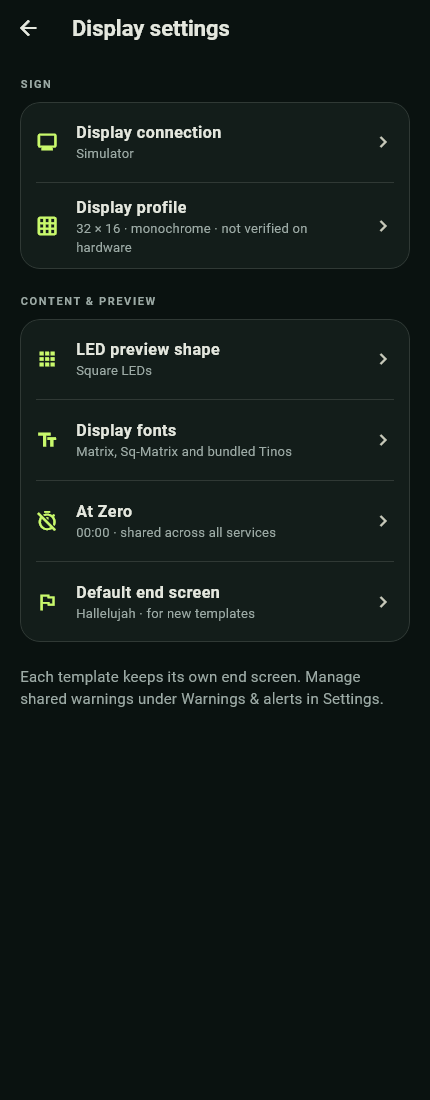 Display settings
SIGN
Display connection
Simulator
Display profile
32 × 16 · monochrome · not verified on
hardware
CONTENT & PREVIEW
LED preview shape
Square LEDs
Display fonts
Matrix, Sq-Matrix and bundled Tinos
At Zero
00:00 · shared across all services
Default end screen
Hallelujah · for new templates
Each template keeps its own end screen. Manage
shared warnings under Warnings & alerts in Settings.